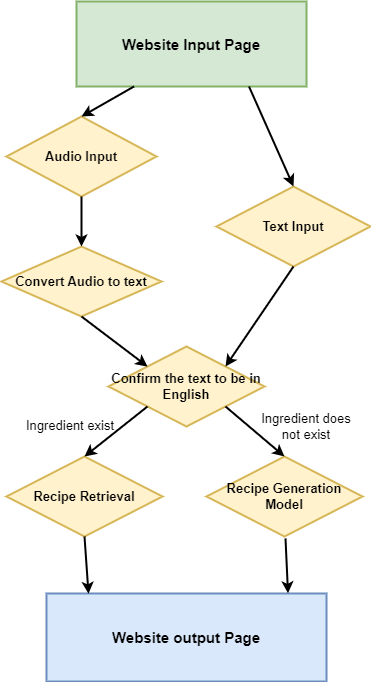 Website Input Page
Audio Input
Text Input
Convert Audio to text
Confirm the text to be in
English
Ingredient exist
Ingredient does
not exist
Recipe Retrieval
Recipe Generation
Model
Website output Page